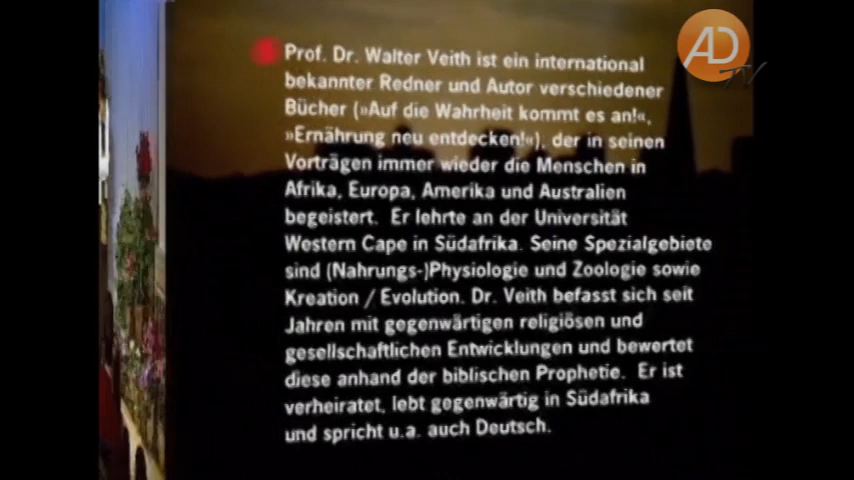 AD
TV
Prof. Dr. Walter Veith ist ein international
bekannter Redner und Autor verschiedener
Bücher (»Auf die Wahrheit kommt es an!«,
»Ernährung neu entdecken!«), der in seinen
Vorträgen immer wieder die Menschen in
Afrika, Europa, Amerika und Australien
begeistert. Er lehrte an der Universität
Western Cape in Südafrika. Seine Spezialgebiete
sind (Nahrungs-)Physiologie und Zoologie sowie
Kreation / Evolution. Dr. Veith befasst sich seit
Jahren mit gegenwärtigen religiösen und
gesellschaftlichen Entwicklungen und bewertet
diese anhand der biblischen Prophetie. Er ist
verheiratet, lebt gegenwärtig in Südafrika
und spricht u.a. auch Deutsch.